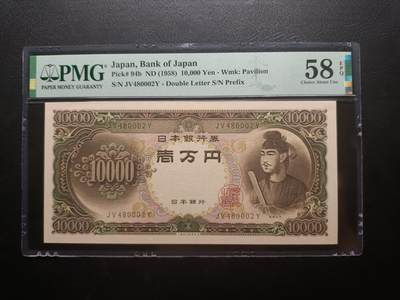 PMG
PAPER MONEY GUARANTY
Japan, Bank of Japan
Pick# 94b ND (1958) 10,000 Yen - Wmk: Pavilion
S/N JV480002Y - Double Letter S/N Prefix
58 EPQ
Choice About Unc
10000 10000
JV480002Y
日本銀行券
壱万円
10000
日本銀行
JV480002Y
10000 10000